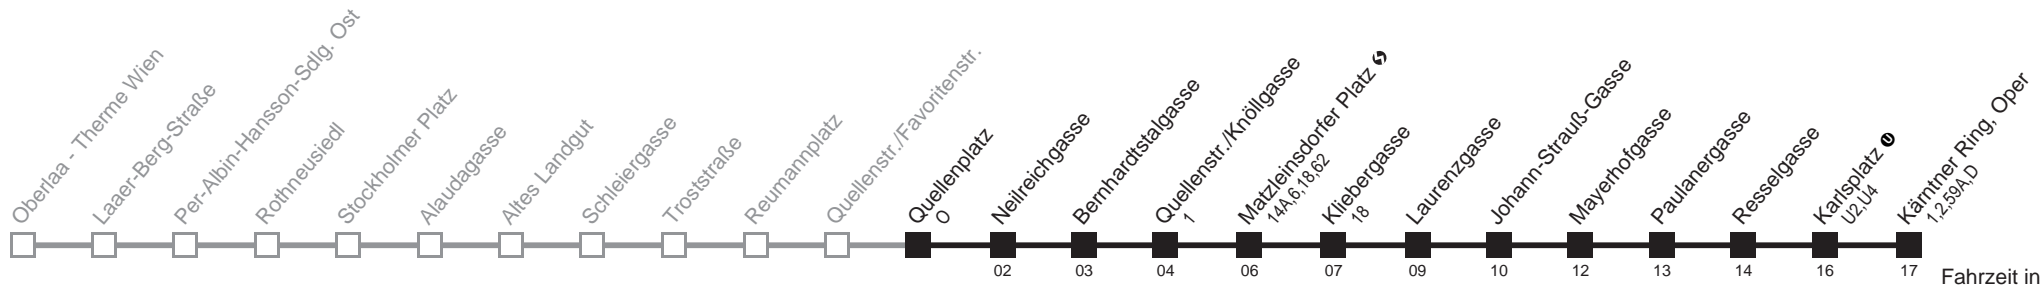 Oberlaa - Therme Wien
Laaer-Berg-Straße
Per-Albin-Hansson-Sdlg. Ost
Rothneusiedl
Stockholmer Platz
Alaudagasse
Altes Landgut
Schleiergasse
Troststraße
Reumannplatz
Quellenstr./Favoritenstr.
Quellenplatz
O
Neilreichgasse
Bernhardtstalgasse
Quellenstr./Knöllgasse
1
Matzleinsdorfer Platz
14A,6,18,62
Kliebergasse
18
Laurenzgasse
Johann-Strauß-Gasse
Mayerhofgasse
Paulanergasse
Resselgasse
Karlsplatz U
U2,U4
Kärntner Ring, Oper
1,2,59A,D
02 03 04 06 07 09 10 12 13 14 16 17
Fahrzeit in